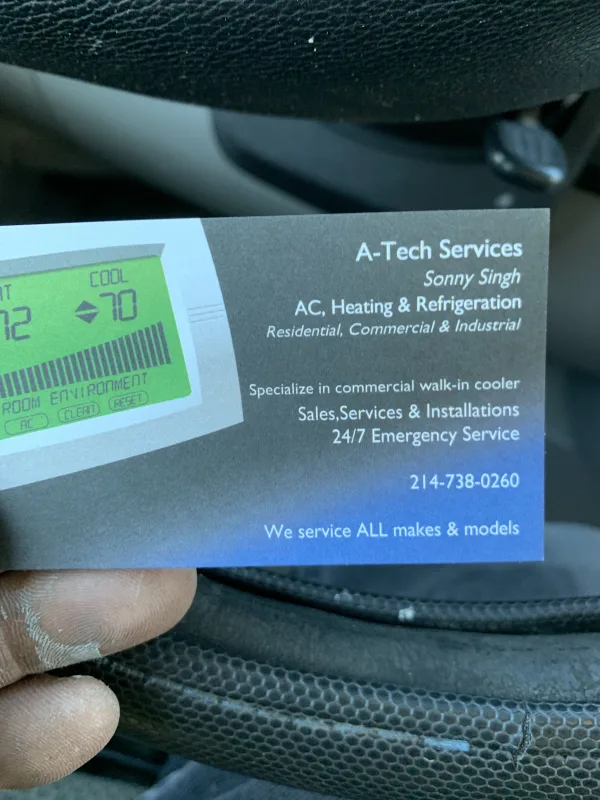 COOL
72
70
ROOM ENVIRONMENT
AC
CLEAN
RESET
A-Tech Services
Sonny Singh
AC, Heating & Refrigeration
Residential, Commercial & Industrial
Specialize in commercial walk-in cooler
Sales,Services & Installations
24/7 Emergency Service
214-738-0260
We service ALL makes & models